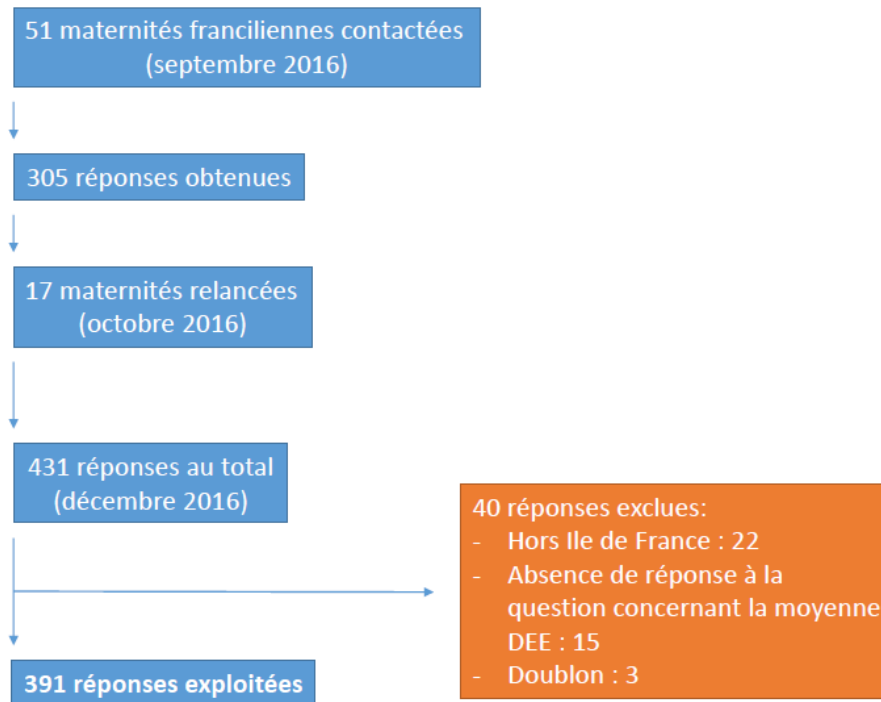 51 maternités franciliennes contactées
(septembre 2016)
305 réponses obtenues
17 maternités relancées
(octobre 2016)
431 réponses au total
(décembre 2016)
40 réponses exclues:
- Hors Ile de France : 22
- Absence de réponse à la
question concernant la moyenne
DEE : 15
- Doublon : 3
391 réponses exploitées